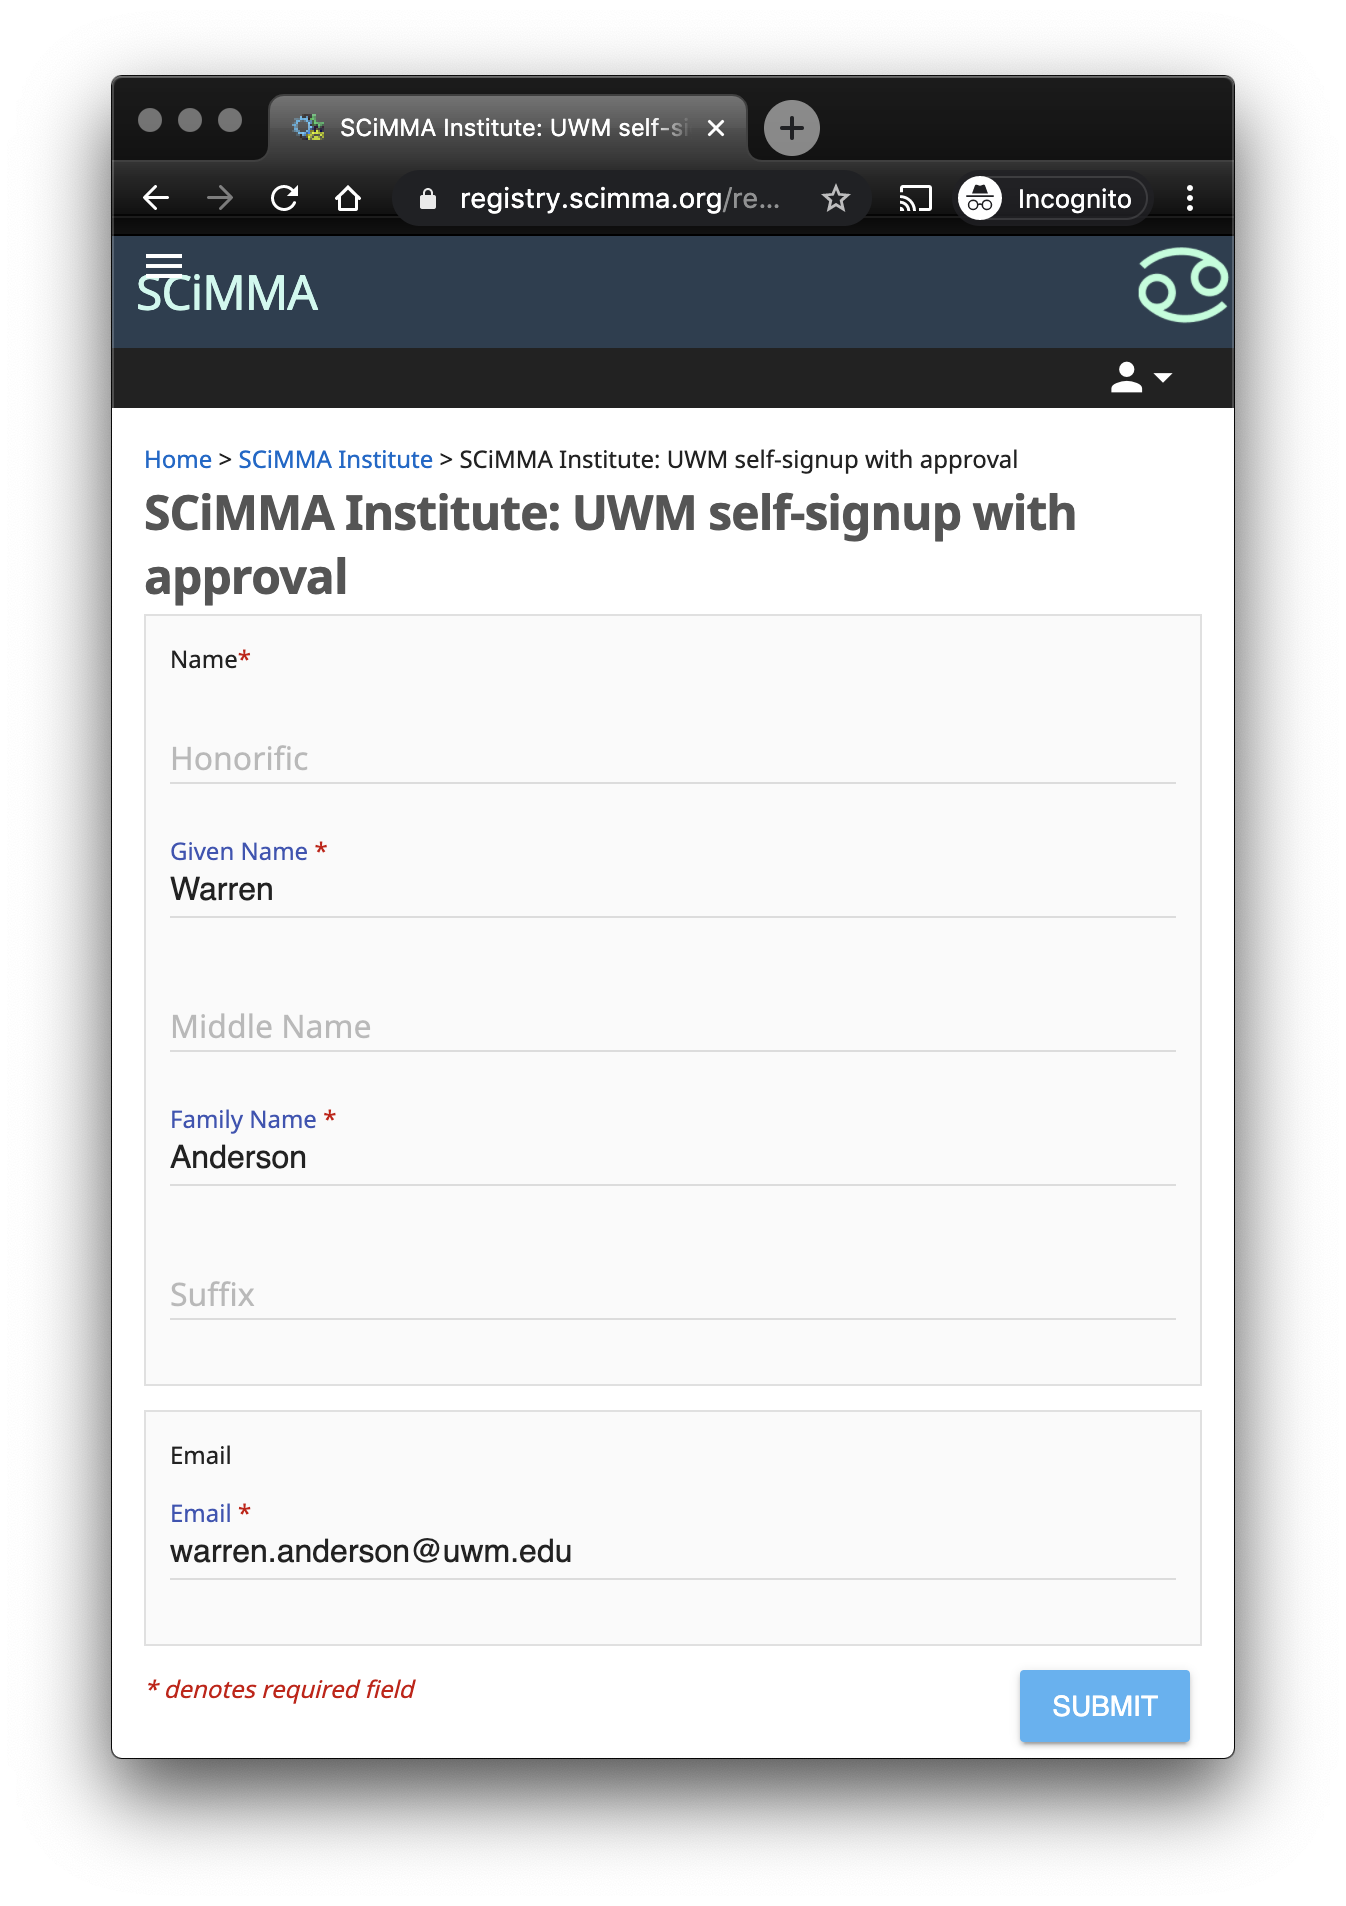 SCiMMA Institute: UWM self-si
registry.scimma.org/re...
Incognito
SCiMMA
Home > SCiMMA Institute > SCiMMA Institute: UWM self-signup with approval
SCiMMA Institute: UWM self-signup with
approval
Name*
Honorific
Given Name *
Warren
Middle Name
Family Name *
Anderson
Suffix
Email
Email *
warren.anderson@uwm.edu
* denotes required field
SUBMIT